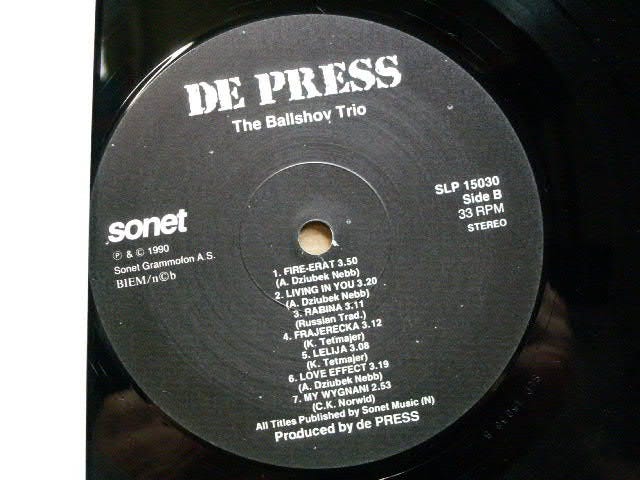 DE PRESS
The Ballshov Trio
sonet
℗ & © 1990
Sonet Grammofon A.S.
BIEM/n©b
SLP 15030
Side B
33 RPM
STEREO
1. FIRE-ERAT 3.50
(A. Dziubek Nebb)
2. LIVING IN YOU 3.20
(A. Dziubek Nebb)
3. RABINA 3.11
(Russian Trad.)
4. FRAJERECKA 3.12
(K. Tetmajer)
5. LELIJA 3.08
(K. Tetmajer)
6. LOVE EFFECT 3.19
(A. Dziubek Nebb)
7. MY WYGNANI 2.53
(C.K. Norwid)
All Titles Published by Sonet Music (N)
Produced by de PRESS